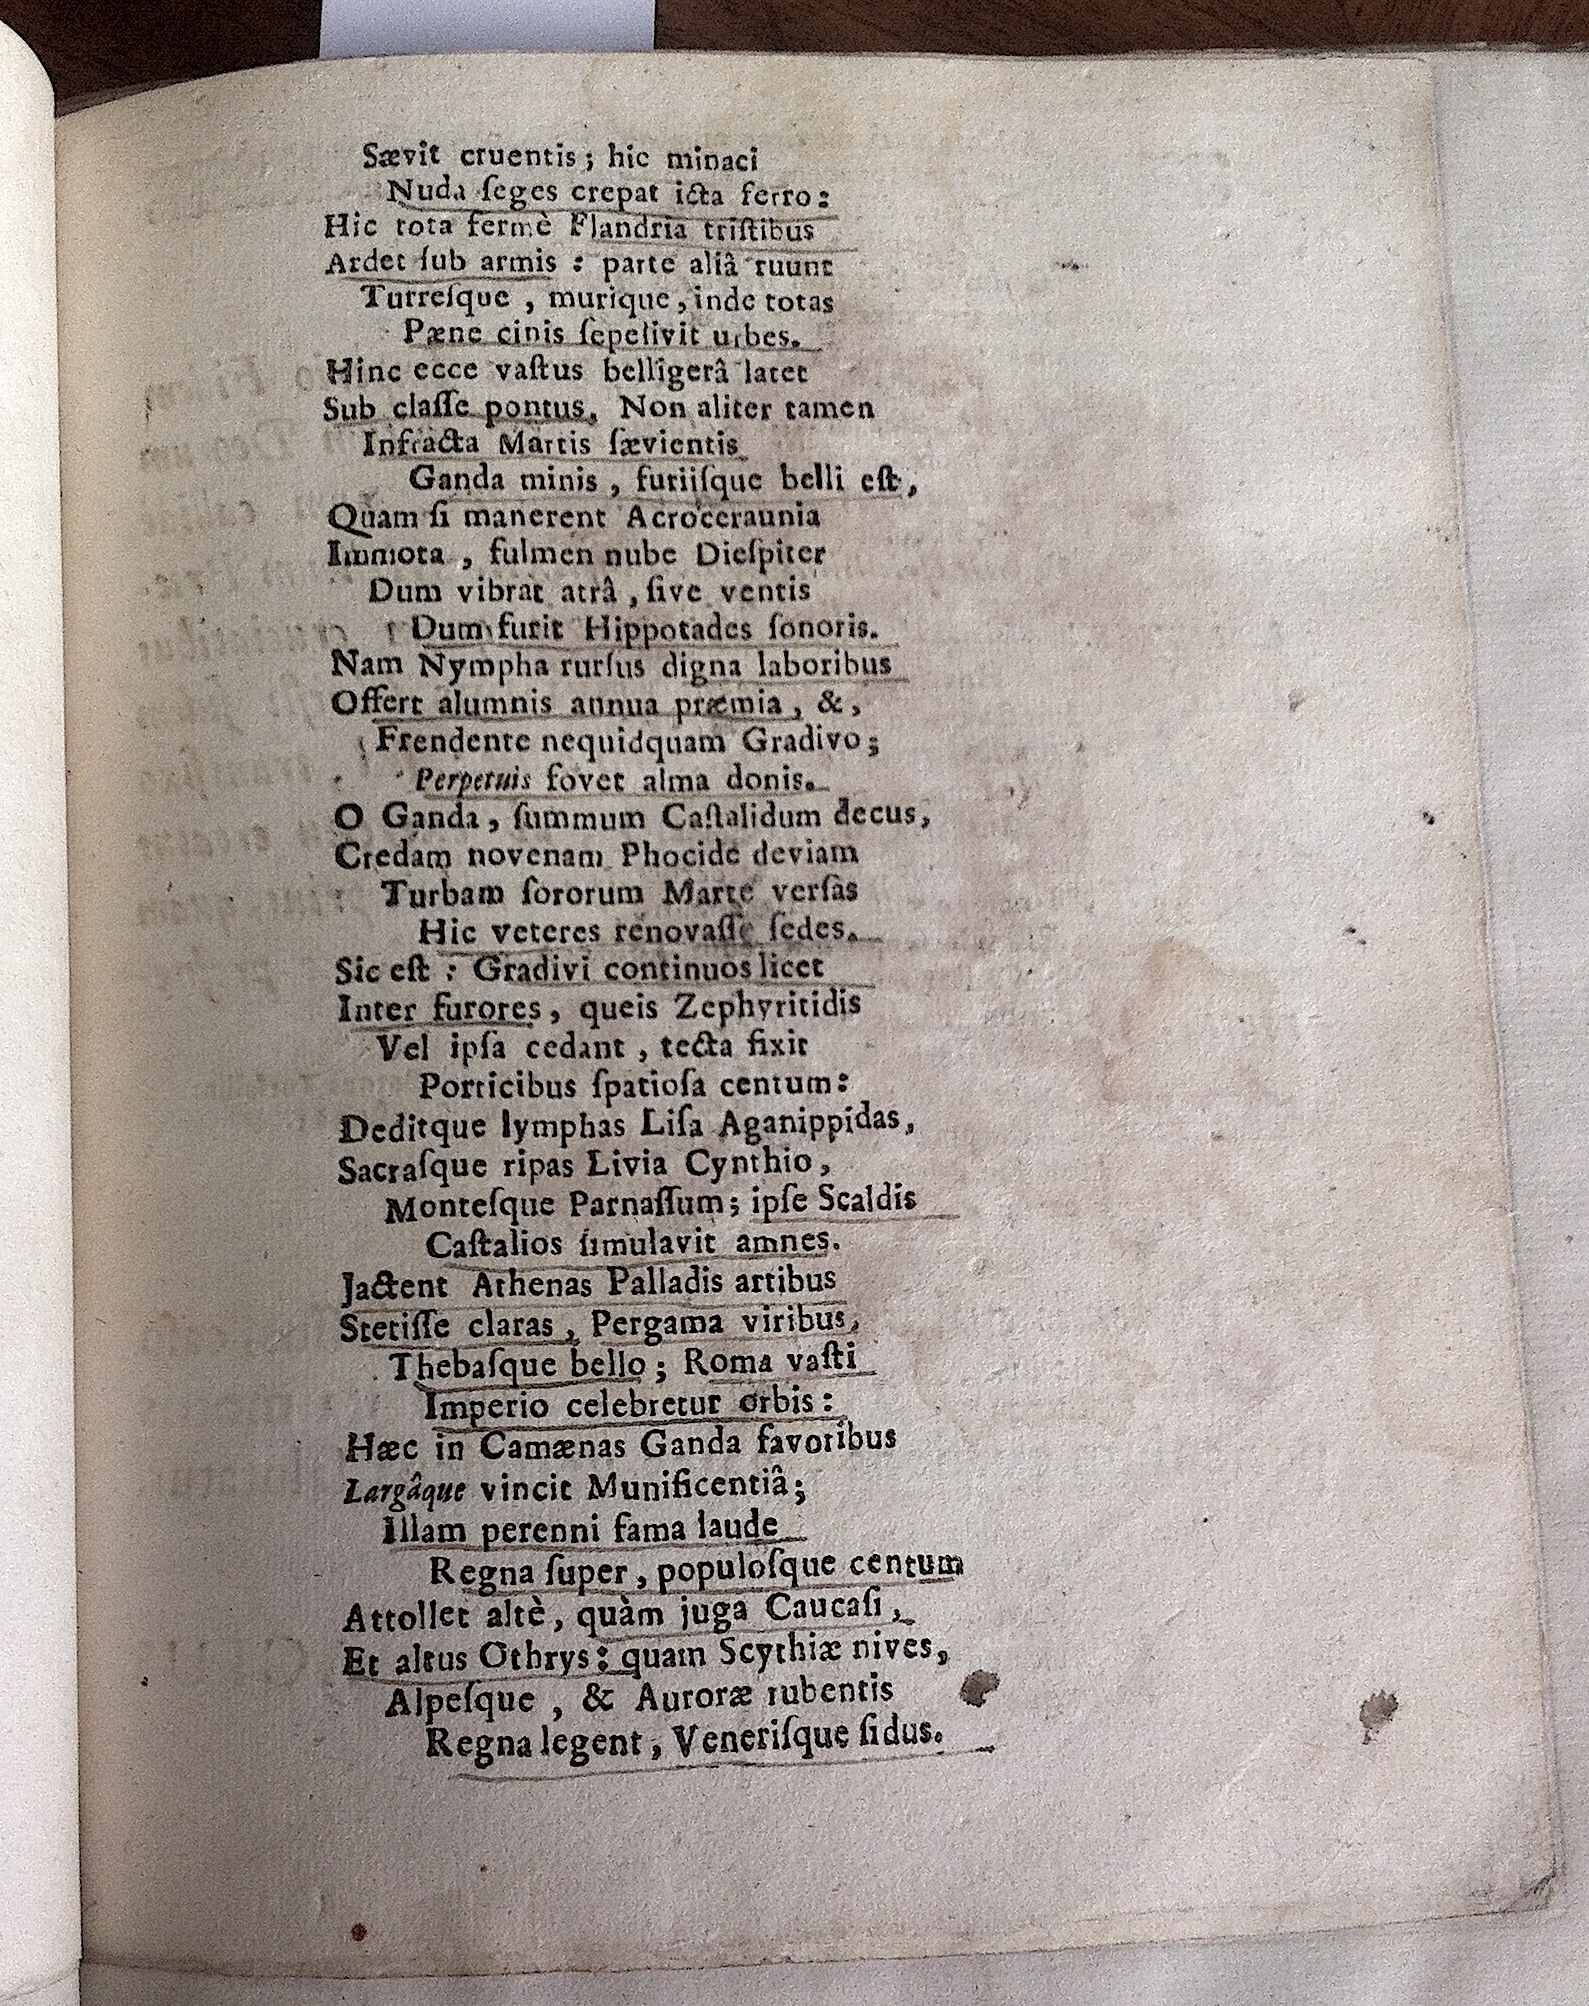 Sævit cruentis; hic minaci
Nuda ſeges crepat icta ferro:
Hic tota fermè Flandria triſtibus
Ardet ſub armis : parte aliâ ruunt
Turreſque , murique, inde totas
Pæne cinis ſepelivit urbes.
Hinc ecce vaſtus belligerâ latet
Sub claſſe pontus. Non aliter tamen
Infracta Martis ſævientis
Ganda minis , furiiſque belli eſt,
Quam ſi manerent Acroceraunia
Immota , fulmen nube Dieſpiter
Dum vibrat atrâ , ſive ventis
Dum furit Hippotades ſonoris.
Nam Nympha rurſus digna laboribus
Offert alumnis annua præmia , &,
Frendente nequidquam Gradivo;
Perpetuis fovet alma donis.
O Ganda, ſummum Caſtalidum decus,
Credam novenam Phocide deviam
Turbam ſororum Marte verſàs
Hic veteres renovaſſe ſedes.
Sic eſt : Gradivi continuos licet
Inter furores, queis Zephyritidis
Vel ipſa cedant , tecta fixit
Porticibus ſpatioſa centum:
Deditque lymphas Liſa Aganippidas,
Sacraſque ripas Livia Cynthio,
Monteſque Parnaſſum; ipſe Scaldis
Caſtalios ſimulavit amnes.
Jactent Athenas Palladis artibus
Stetiſſe claras, Pergama viribus,
Thebaſque bello; Roma vaſti
Imperio celebretur orbis:
Hæc in Camænas Ganda favoribus
Largâque vincit Munificentiâ;
Illam perenni fama laude
Regna ſuper, populoſque centum
Attollet altè, quàm juga Caucaſi,
Et altus Othrys: quam Scythiæ nives,
Alpeſque , & Auroræ rubentis
Regna legent, Veneriſque ſidus.